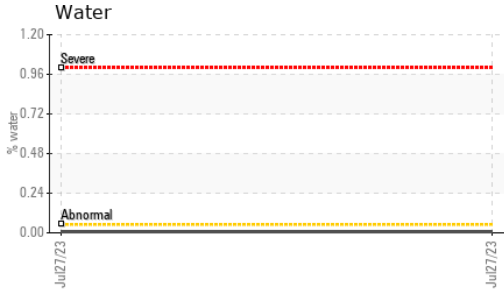 Water
1.20
0.96
0.72
0.48
0.24
0.00
% water
Severe
Abnormal
Jul27/23
Jul27/23